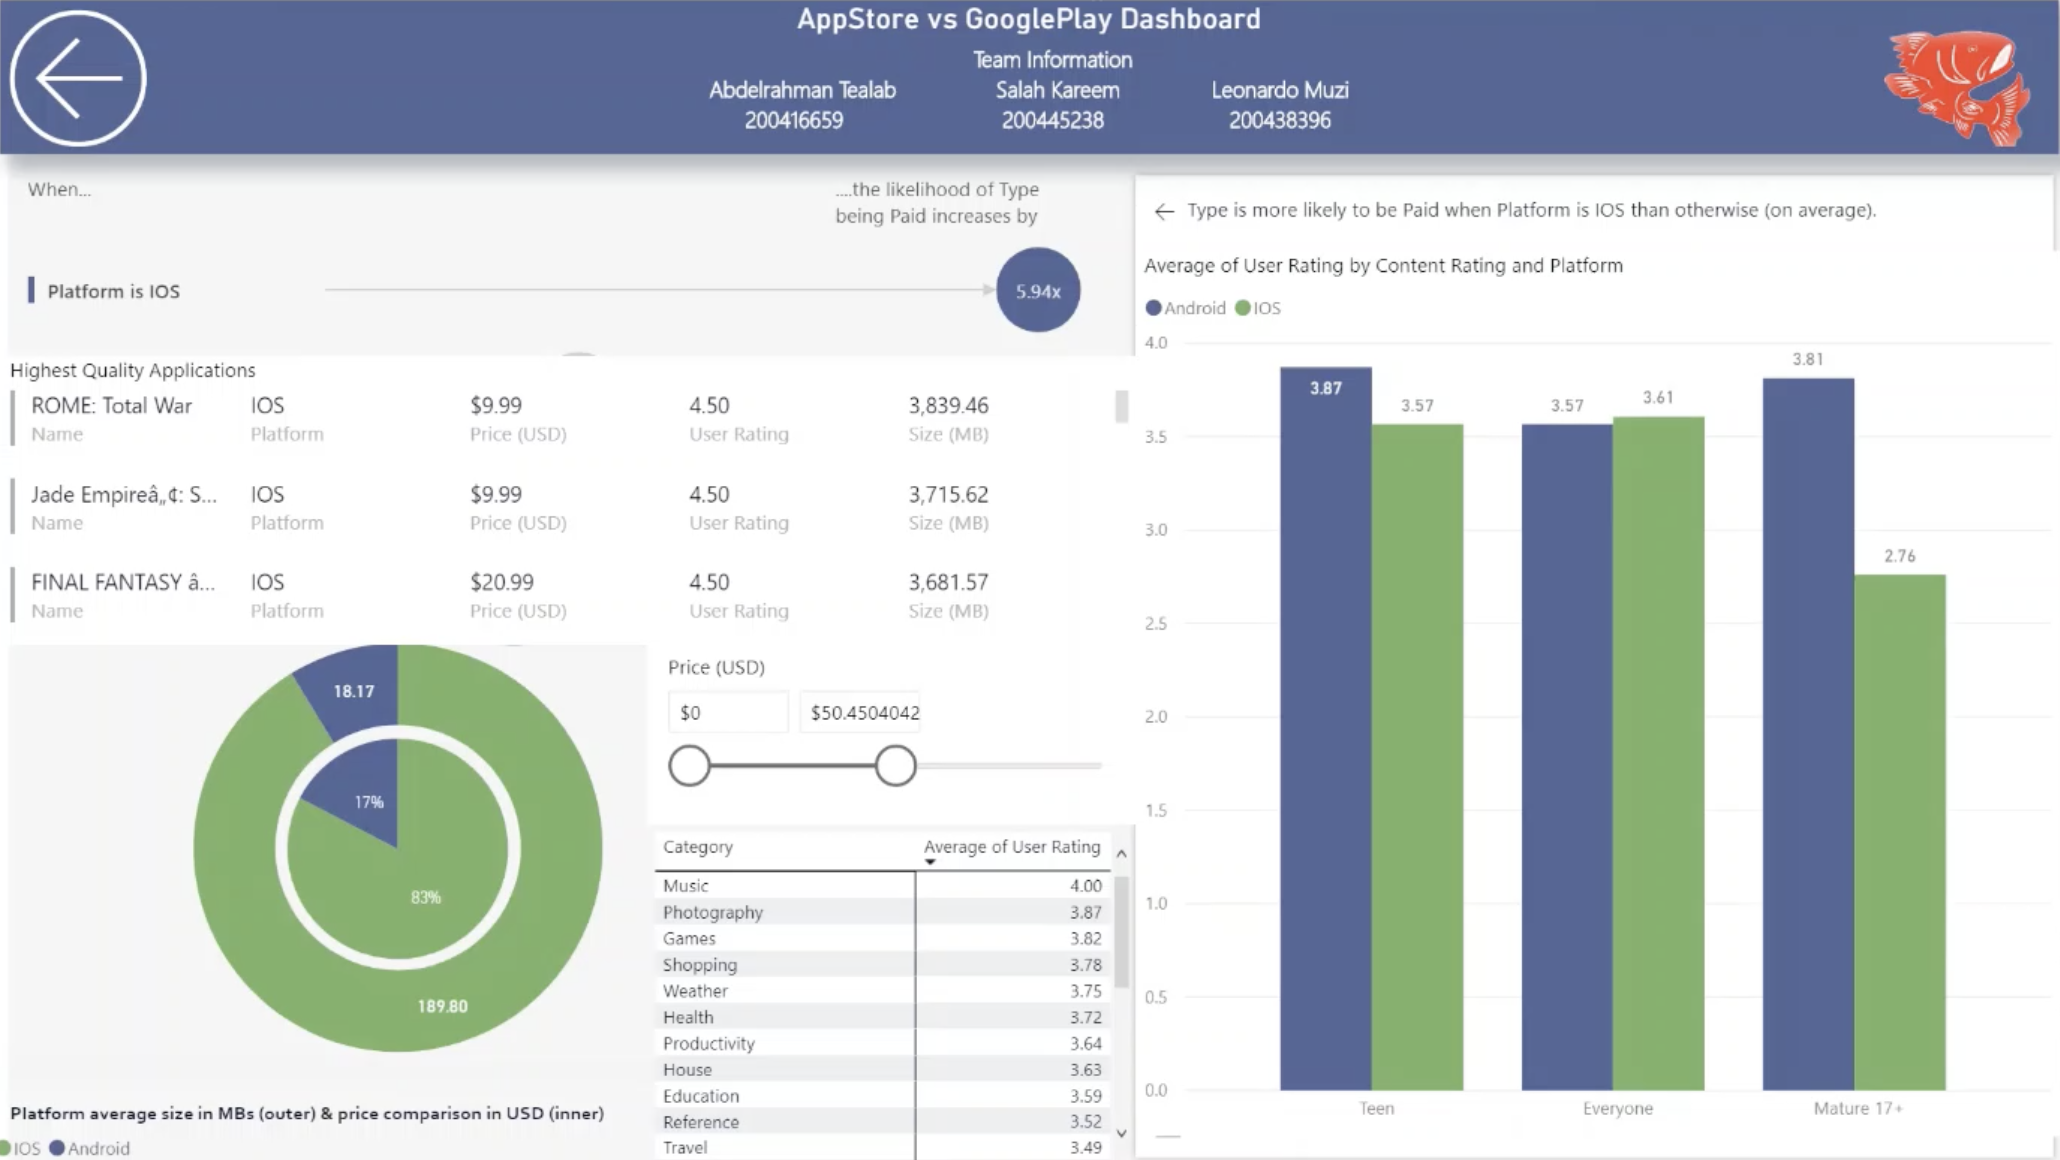 AppStore vs GooglePlay Dashboard
Team Information
Abdelrahman Tealab Salah Kareem Leonardo Muzi
200416659 200445238 200438396
When...
....the likelihood of Type
being Paid increases by
Platform is IOS
5.94x
Highest Quality Applications
ROME: Total War IOS $9.99 4.50 3,839.46
Name Platform Price (USD) User Rating Size (MB)
Jade Empireâ„¢: S... IOS $9.99 4.50 3,715.62
Name Platform Price (USD) User Rating Size (MB)
FINAL FANTASY â... IOS $20.99 4.50 3,681.57
Name Platform Price (USD) User Rating Size (MB)
18.17
17%
83%
189.80
Platform average size in MBs (outer) & price comparison in USD (inner)
IOS Android
Price (USD)
$0 $50.4504042
Category Average of User Rating
Music 4.00
Photography 3.87
Games 3.82
Shopping 3.78
Weather 3.75
Health 3.72
Productivity 3.64
House 3.63
Education 3.59
Reference 3.52
Travel 3.49
Type is more likely to be Paid when Platform is IOS than otherwise (on average).
Average of User Rating by Content Rating and Platform
Android IOS
4.0
3.5
3.0
2.5
2.0
1.5
1.0
0.5
0.0
3.87 3.57 3.57 3.61 3.81 2.76
Teen Everyone Mature 17+